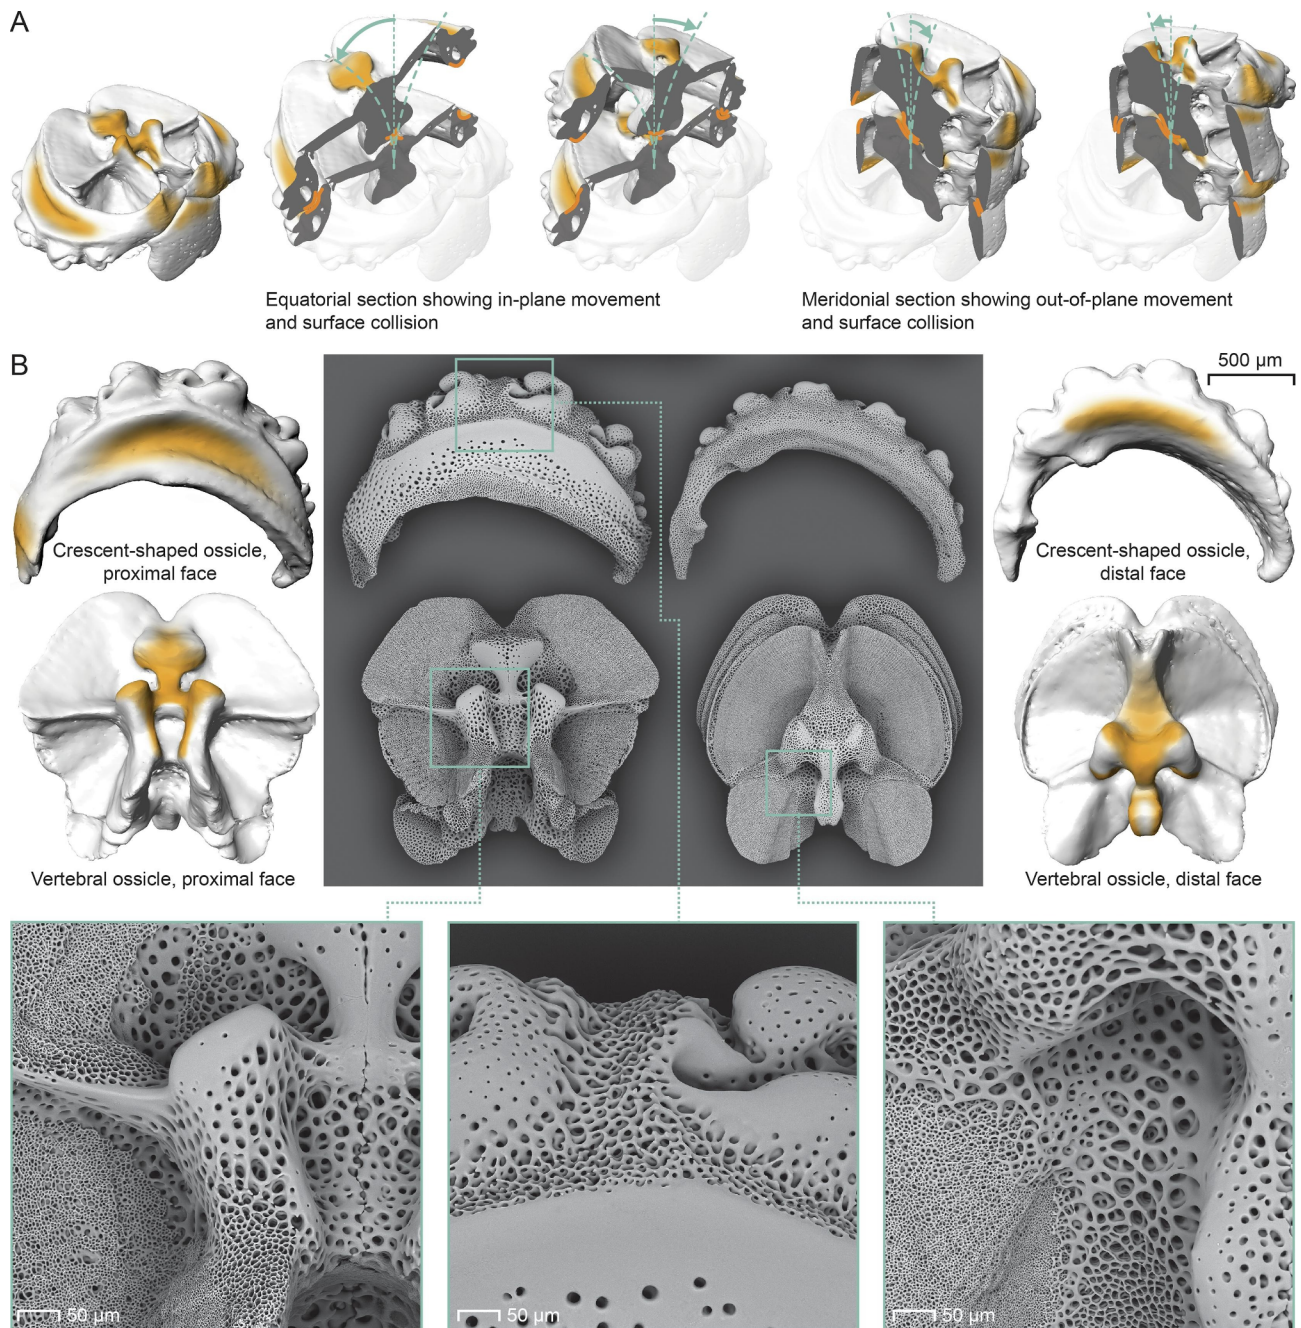 A
Equatorial section showing in-plane movement
and surface collision
Meridonial section showing out-of-plane movement
and surface collision
B
500 µm
Crescent-shaped ossicle,
proximal face
Crescent-shaped ossicle,
distal face
Vertebral ossicle, proximal face
Vertebral ossicle, distal face
50 µm
50 µm
50 µm